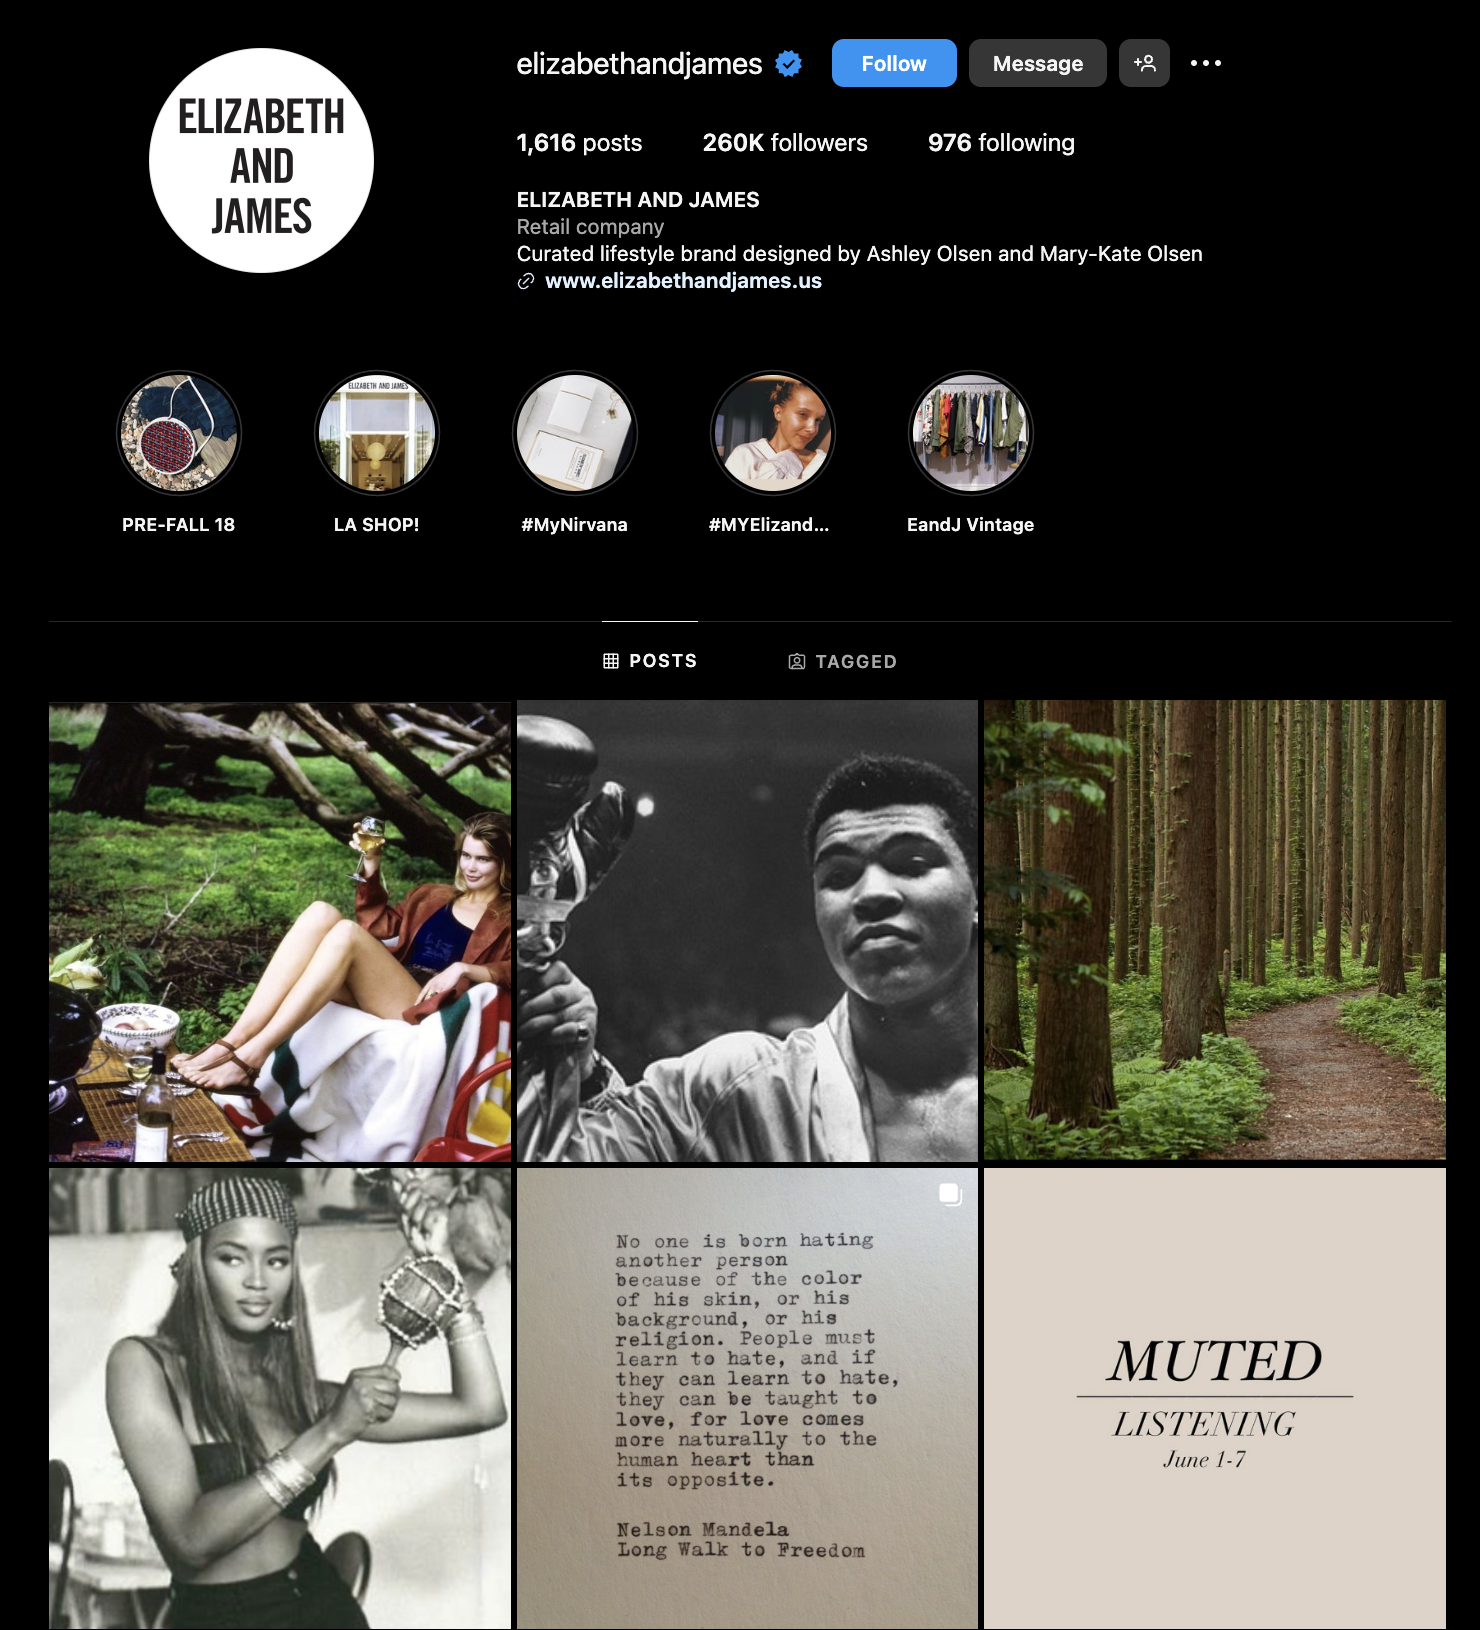 ELIZABETH
AND
JAMES
elizabethandjames
Follow
Message
1,616 posts
260K followers
976 following
ELIZABETH AND JAMES
Retail company
Curated lifestyle brand designed by Ashley Olsen and Mary-Kate Olsen
www.elizabethandjames.us
ELIZABETH AND JAMES
PRE-FALL 18
LA SHOP!
#MyNirvana
#MYElizand...
EandJ Vintage
POSTS
TAGGED
No one is born hating
another person
because of the color
of his skin, or his
background, or his
religion. People must
learn to hate, and if
they can learn to hate,
they can be taught to
love, for love comes
more naturally to the
human heart than
its opposite.
Nelson Mandela
Long Walk to Freedom
MUTED
LISTENING
June 1-7